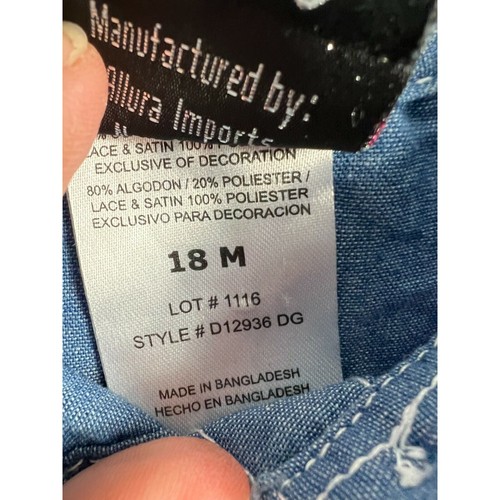 Manufactured by:
Allura Imports
LACE & SATIN 100%
EXCLUSIVE OF DECORATION
80% ALGODON / 20% POLIESTER /
LACE & SATIN 100% POLIESTER
EXCLUSIVO PARA DECORACION
18 M
LOT # 1116
STYLE # D12936 DG
MADE IN BANGLADESH
HECHO EN BANGLADESH